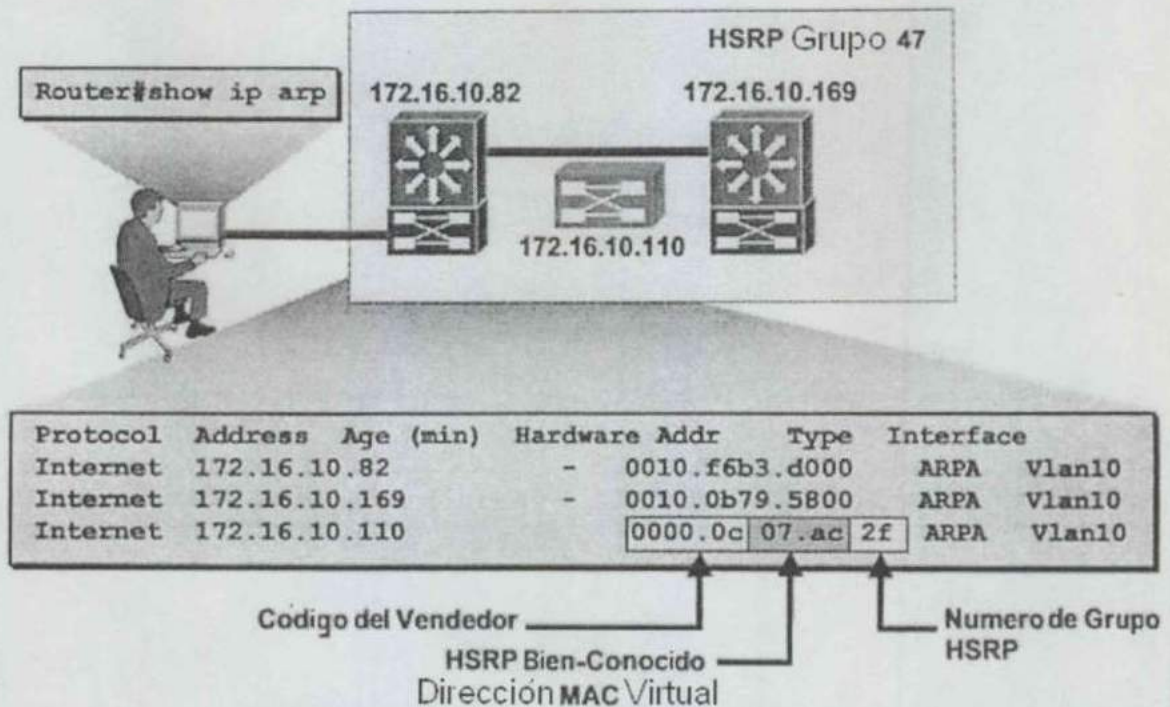 HSRP Grupo 47
Router#show ip arp
172.16.10.82
172.16.10.169
172.16.10.110
Protocol Address Age (min) Hardware Addr Type Interface
Internet 172.16.10.82 - 0010.f6b3.d000 ARPA Vlan10
Internet 172.16.10.169 - 0010.0b79.5800 ARPA Vlan10
Internet 172.16.10.110 0000.0c 07.ac 2f ARPA Vlan10
Código del Vendedor
Numero de Grupo
HSRP
HSRP Bien-Conocido
Dirección MAC Virtual